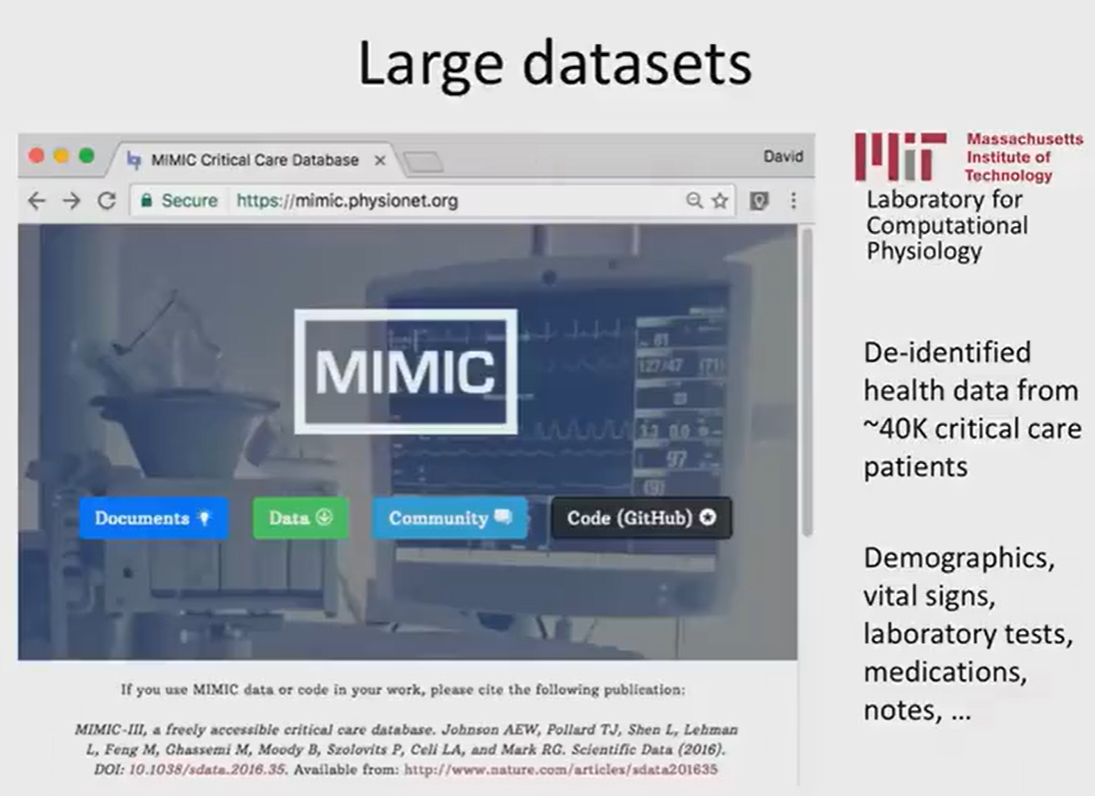 Large datasets
MIMIC Critical Care Database
David
Secure https://mimic.physionet.org
MIMIC
Documents
Data
Community
Code (GitHub)
If you use MIMIC data or code in your work, please cite the following publication:
MIMIC-III, a freely accessible critical care database. Johnson AEW, Pollard TJ, Shen L, Lehman
L, Feng M, Ghassemi M, Moody B, Szolovits P, Celi LA, and Mark RG. Scientific Data (2016).
DOI: 10.1038/sdata.2016.35. Available from: http://www.nature.com/articles/sdata201635
MIT
Massachusetts
Institute of
Technology
Laboratory for
Computational
Physiology
De-identified
health data from
~40K critical care
patients
Demographics,
vital signs,
laboratory tests,
medications,
notes, ...